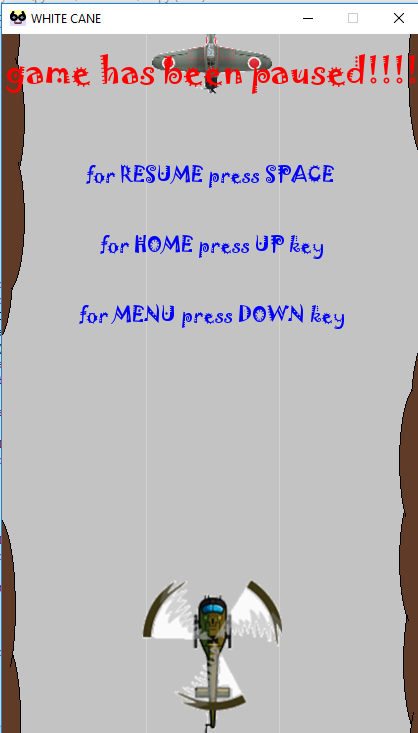 WHITE CANE
game has been paused!!!!
for RESUME press SPACE
for HOME press UP key
for MENU press DOWN key